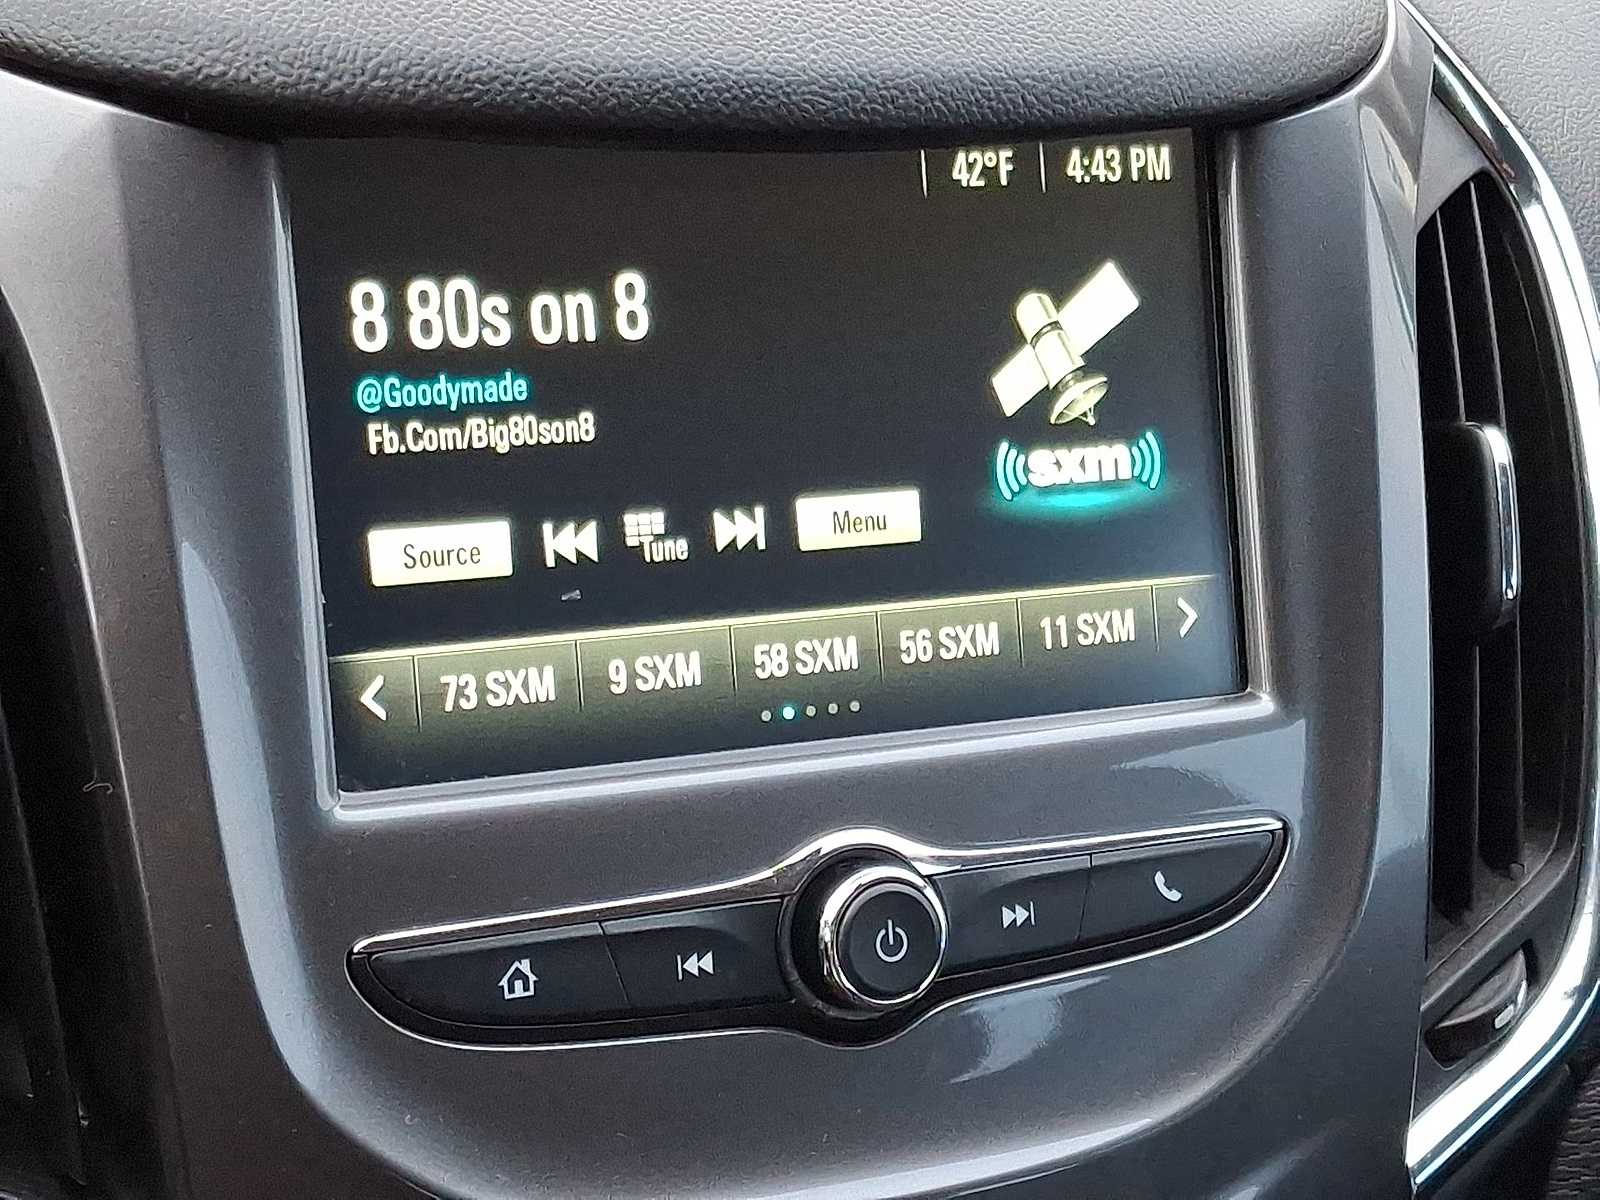 42°F 4:43 PM
8 80s on 8
@Goodymade
Fb.Com/Big80son8
sxm
Source Tune Menu
73 SXM 9 SXM 58 SXM 56 SXM 11 SXM